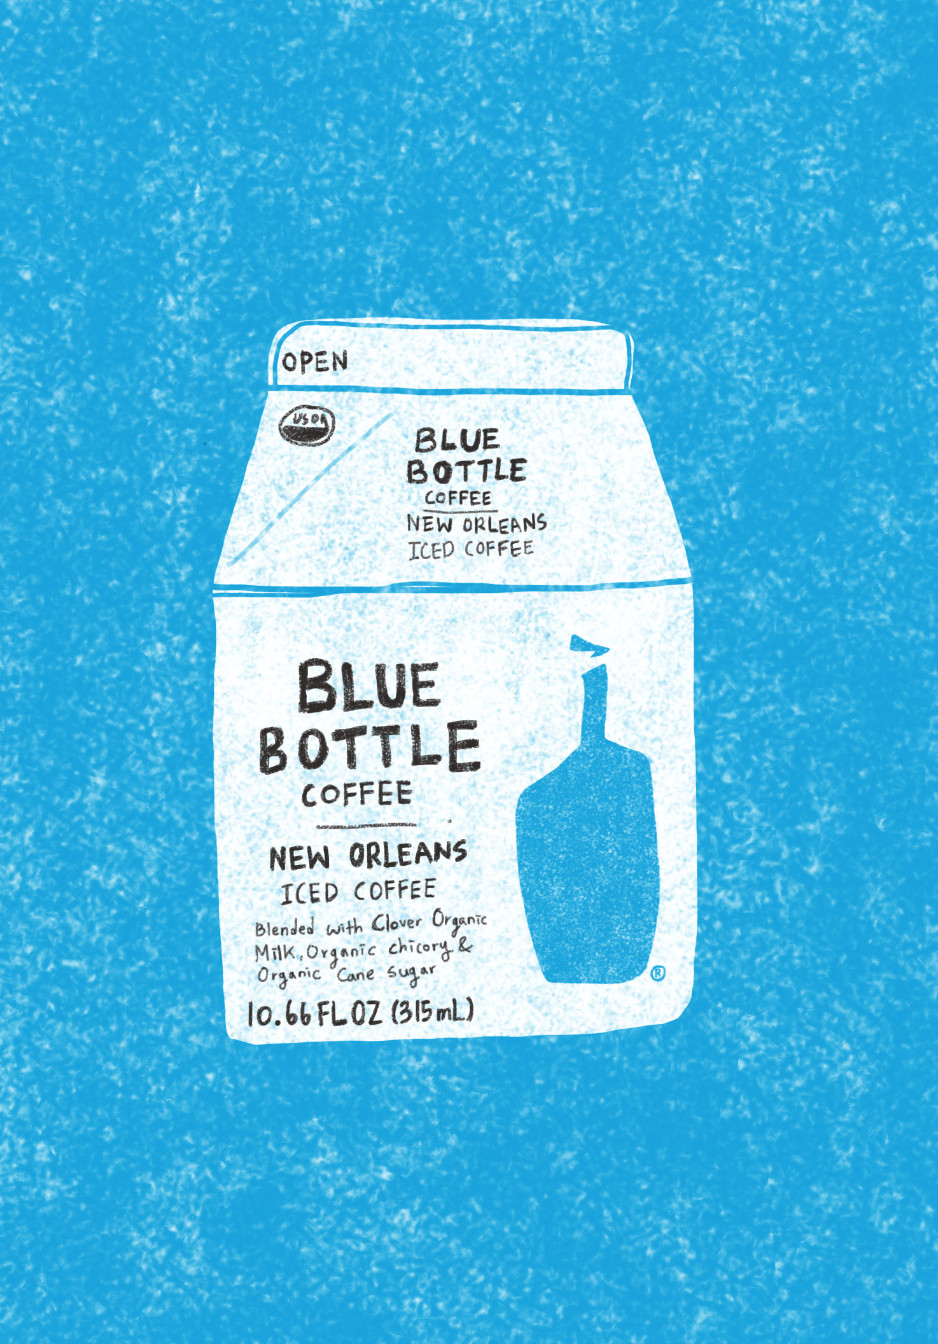 OPEN
USDA
BLUE
BOTTLE
COFFEE
NEW ORLEANS
ICED COFFEE
BLUE
BOTTLE
COFFEE
NEW ORLEANS
ICED COFFEE
Blended with Clover Organic
Milk, Organic chicory &
Organic Cane sugar
10.66 FL OZ (315mL)
®